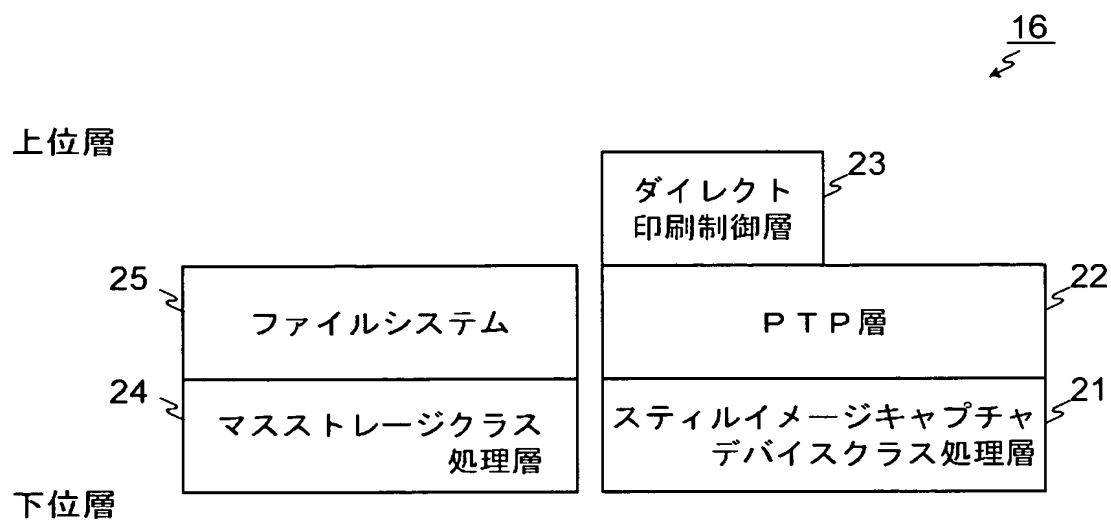 16
上位層
23
ダイレクト
印刷制御層
25
ファイルシステム
22
ＰＴＰ層
24
マスストレージクラス
処理層
21
スティルイメージキャプチャ
デバイスクラス処理層
下位層